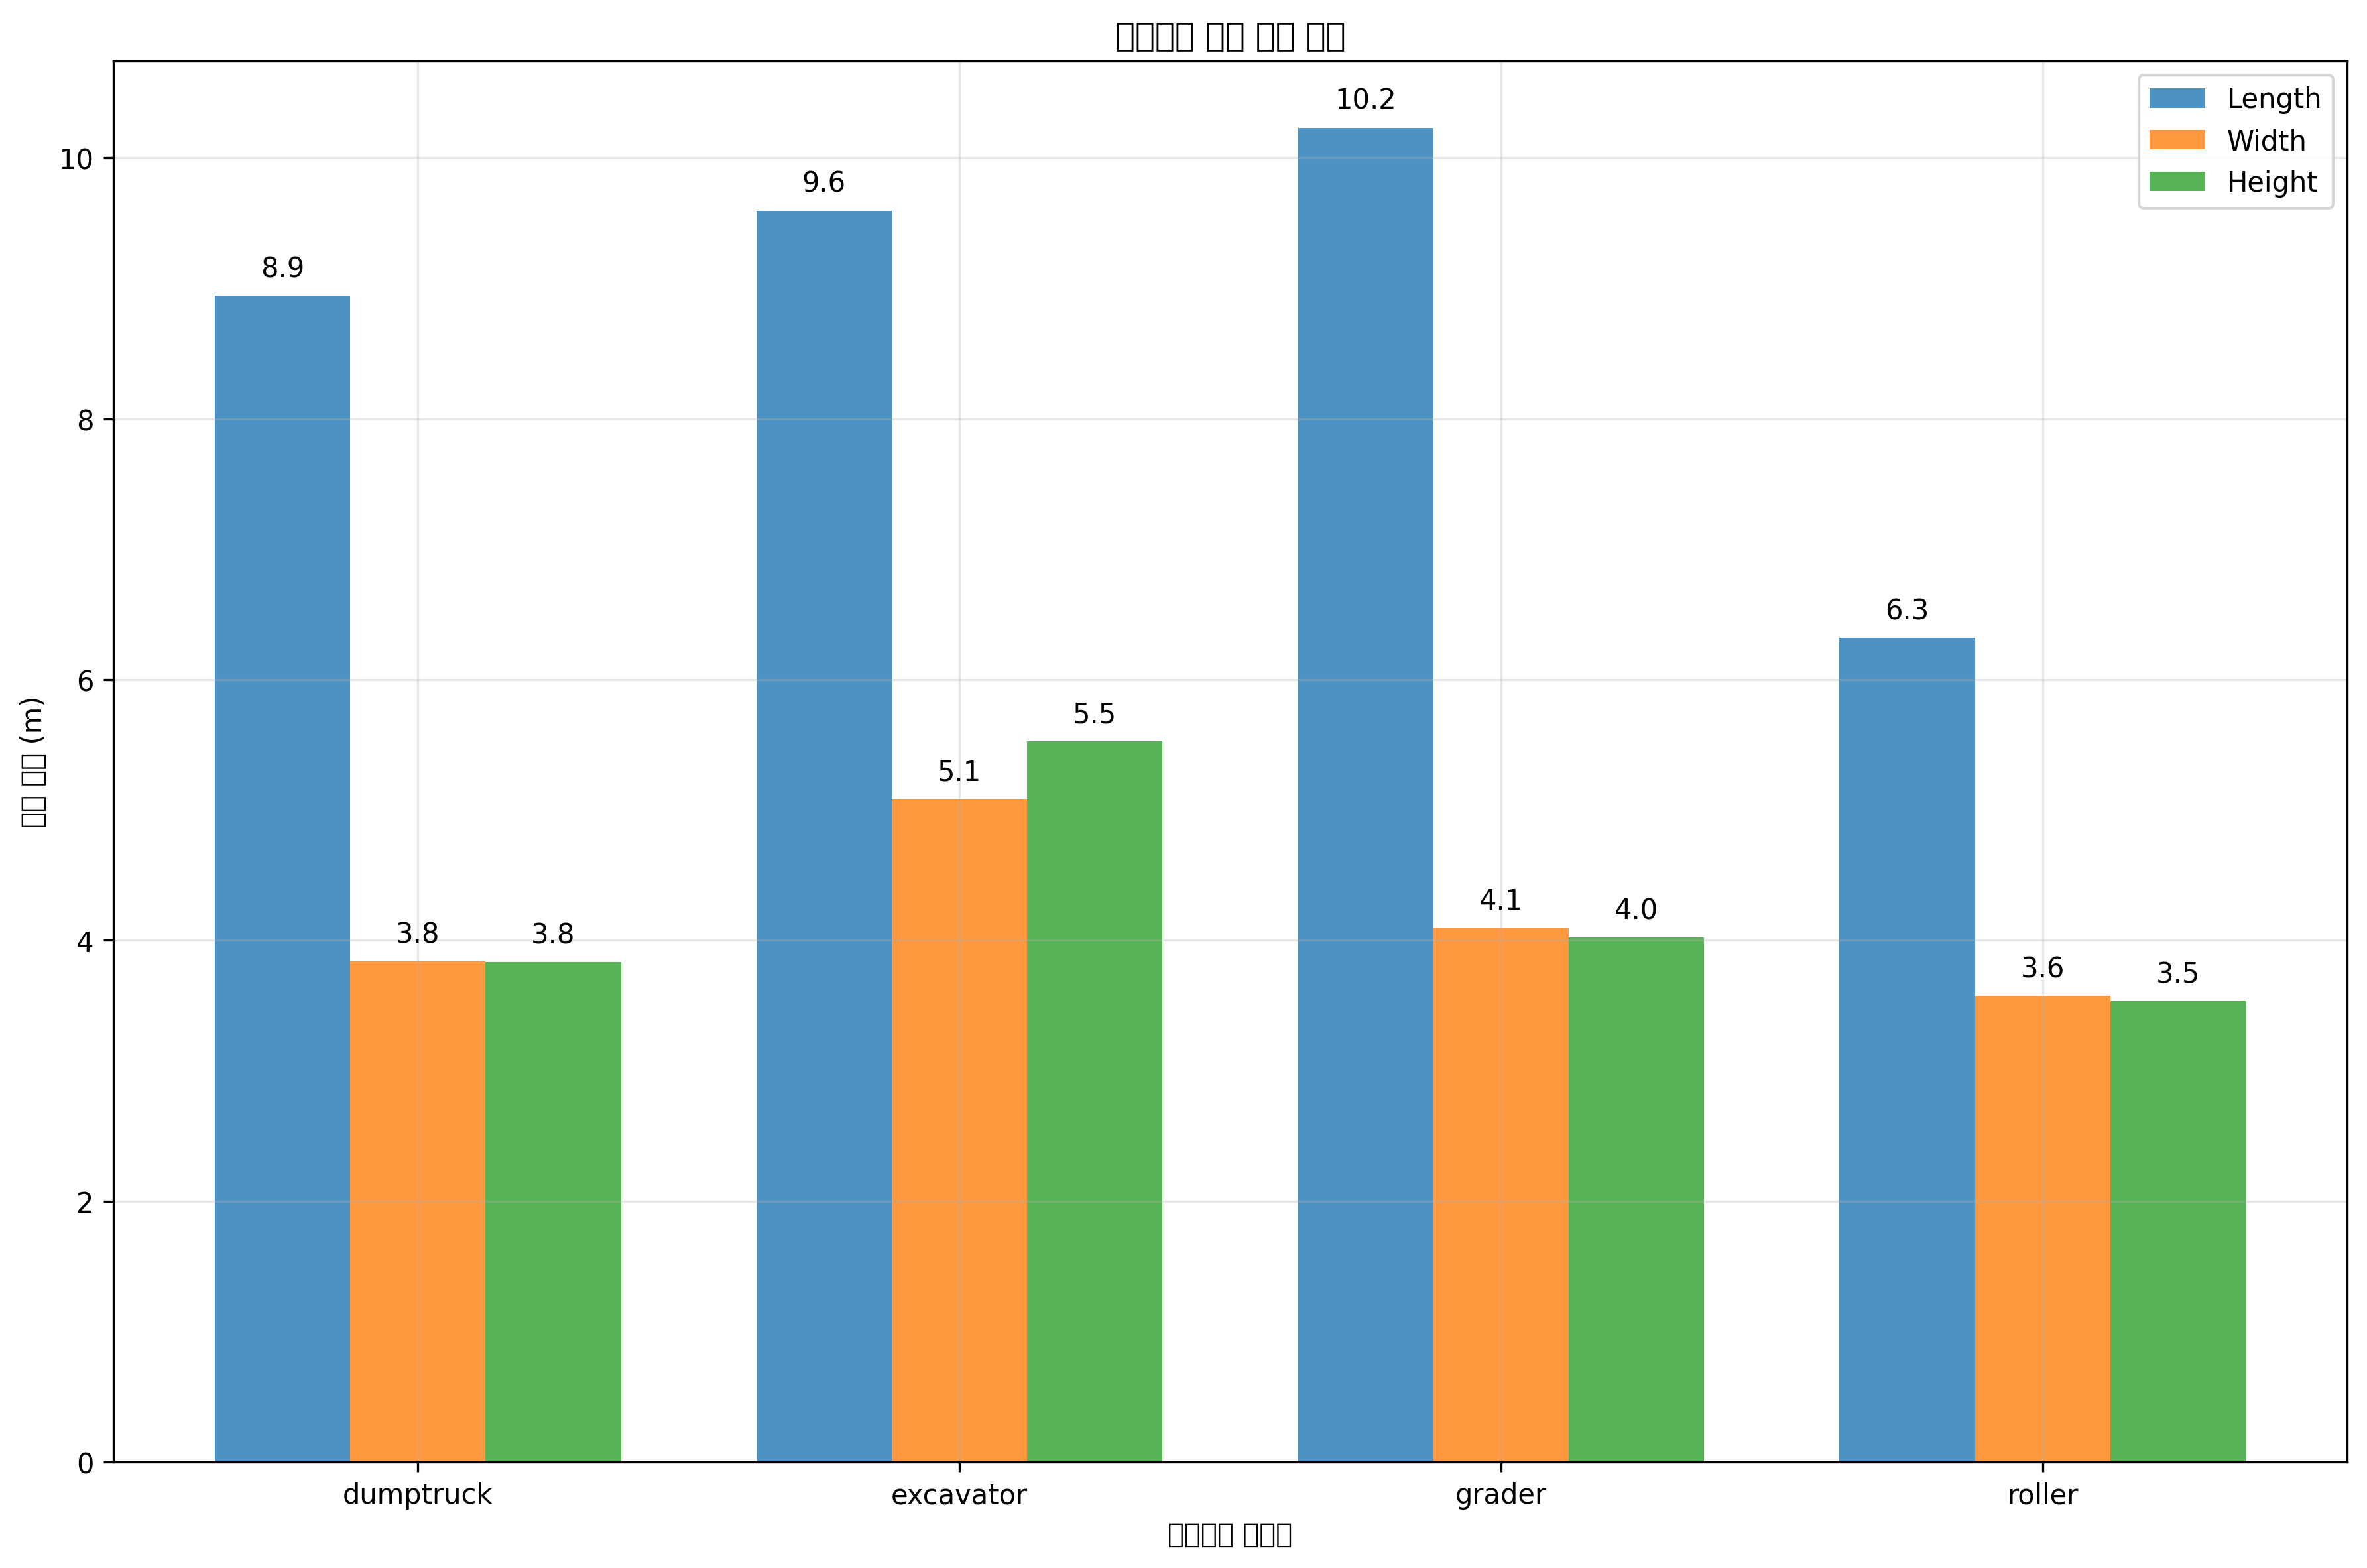 Length
Width
Height
10.2
9.6
8.9
6.3
5.5
5.1
4.1
4.0
3.8
3.8
3.6
3.5
10
8
6
4
2
0
(m)
dumptruck
excavator
grader
roller